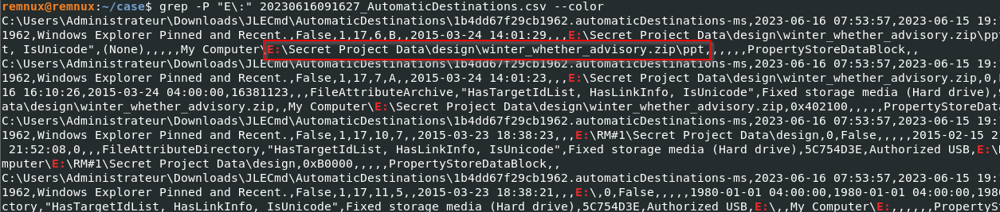 remnux@remnux:~/case$ grep -P "E\:" 20230616091627_AutomaticDestinations.csv --color
C:\Users\Administrator\Downloads\JLECmd\AutomaticDestinations\1b4dd67f29cb1962.automaticDestinations-ms,2023-06-16 07:53:57,2023-06-15 19:
1962,Windows Explorer Pinned and Recent.,False,1,17,6,B,,2015-03-24 14:01:29,,,E:\Secret Project Data\design\winter_whether_advisory.zip\pp
t, IsUnicode",(None),,,,,My Computer\E:\Secret Project Data\design\winter_whether_advisory.zip\ppt,,,,,,PropertyStoreDataBlock,,
C:\Users\Administrator\Downloads\JLECmd\AutomaticDestinations\1b4dd67f29cb1962.automaticDestinations-ms,2023-06-16 07:53:57,2023-06-15 19:
1962,Windows Explorer Pinned and Recent.,False,1,17,7,A,,2015-03-24 14:01:23,,,E:\Secret Project Data\design\winter_whether_advisory.zip,0,
16 16:10:26,2015-03-24 04:00:00,16381123,,,FileAttributeArchive,"HasTargetIdList, HasLinkInfo, IsUnicode",Fixed storage media (Hard drive),
ata\design\winter_whether_advisory.zip,,My Computer\E:\Secret Project Data\design\winter_whether_advisory.zip,0x402100,,,,,PropertyStoreDat
C:\Users\Administrator\Downloads\JLECmd\AutomaticDestinations\1b4dd67f29cb1962.automaticDestinations-ms,2023-06-16 07:53:57,2023-06-15 19:
1962,Windows Explorer Pinned and Recent.,False,1,17,10,7,,2015-03-23 18:38:23,,,E:\RM#1\Secret Project Data\design,0,False,,,,,2015-02-15 2
 21:52:08,0,,,FileAttributeDirectory,"HasTargetIdList, HasLinkInfo, IsUnicode",Fixed storage media (Hard drive),5C754D3E,Authorized USB,E:\
mputer\E:\RM#1\Secret Project Data\design,0xB0000,,,,,PropertyStoreDataBlock,,
C:\Users\Administrator\Downloads\JLECmd\AutomaticDestinations\1b4dd67f29cb1962.automaticDestinations-ms,2023-06-16 07:53:57,2023-06-15 19:
1962,Windows Explorer Pinned and Recent.,False,1,17,11,5,,2015-03-23 18:38:21,,,E:\,0,False,,,,,1980-01-01 04:00:00,1980-01-01 04:00:00,198
ctory,"HasTargetIdList, HasLinkInfo, IsUnicode",Fixed storage media (Hard drive),5C754D3E,Authorized USB,E:\,,My Computer\E:,,,,,,PropertyS